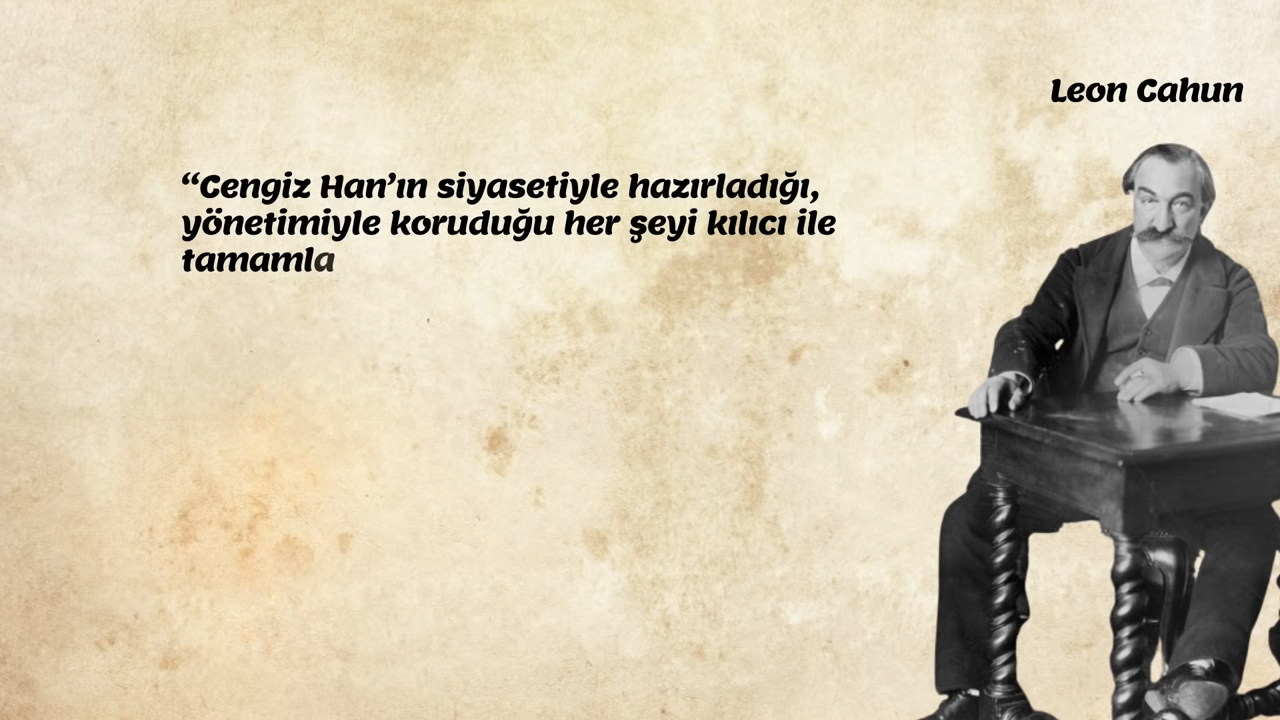 Leon Cahun
“Cengiz Han’ın siyasetiyle hazırladığı,
yönetimiyle koruduğu her şeyi kılıcı ile
tamamla